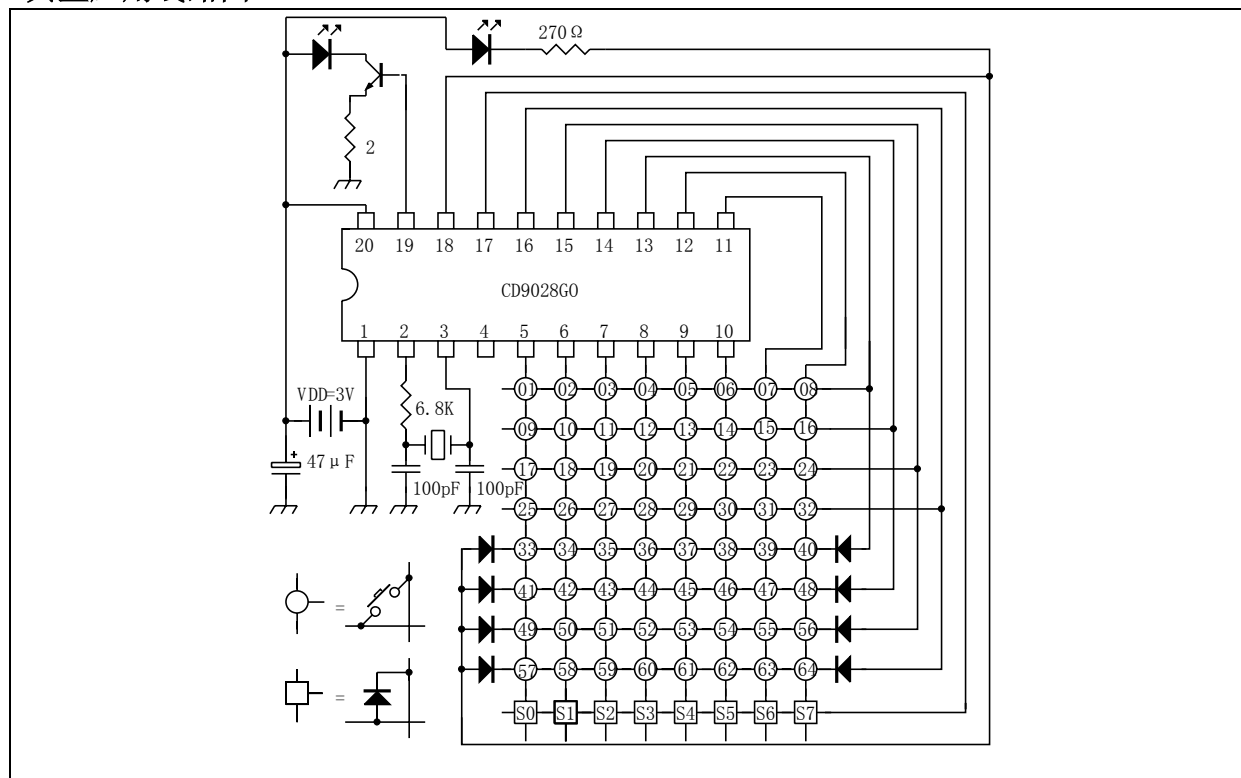 270Ω
2
20 19 18 17 16 15 14 13 12 11
CD9028GO
1 2 3 4 5 6 7 8 9 10
VDD=3V
6.8K
+
47μF
100pF 100pF
01 02 03 04 05 06 07 08
09 10 11 12 13 14 15 16
17 18 19 20 21 22 23 24
25 26 27 28 29 30 31 32
33 34 35 36 37 38 39 40
41 42 43 44 45 46 47 48
49 50 51 52 53 54 55 56
57 58 59 60 61 62 63 64
S0 S1 S2 S3 S4 S5 S6 S7
=
=